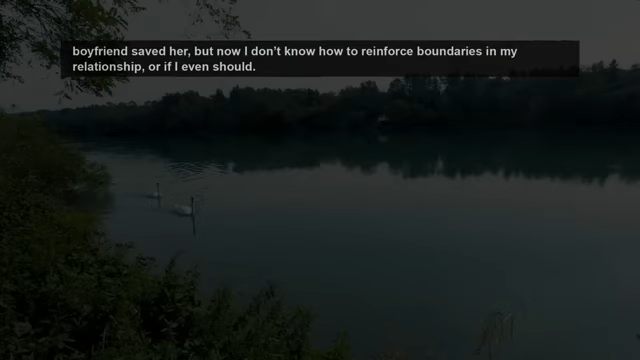 boyfriend saved her, but now I don't know how to reinforce boundaries in my
relationship, or if I even should.